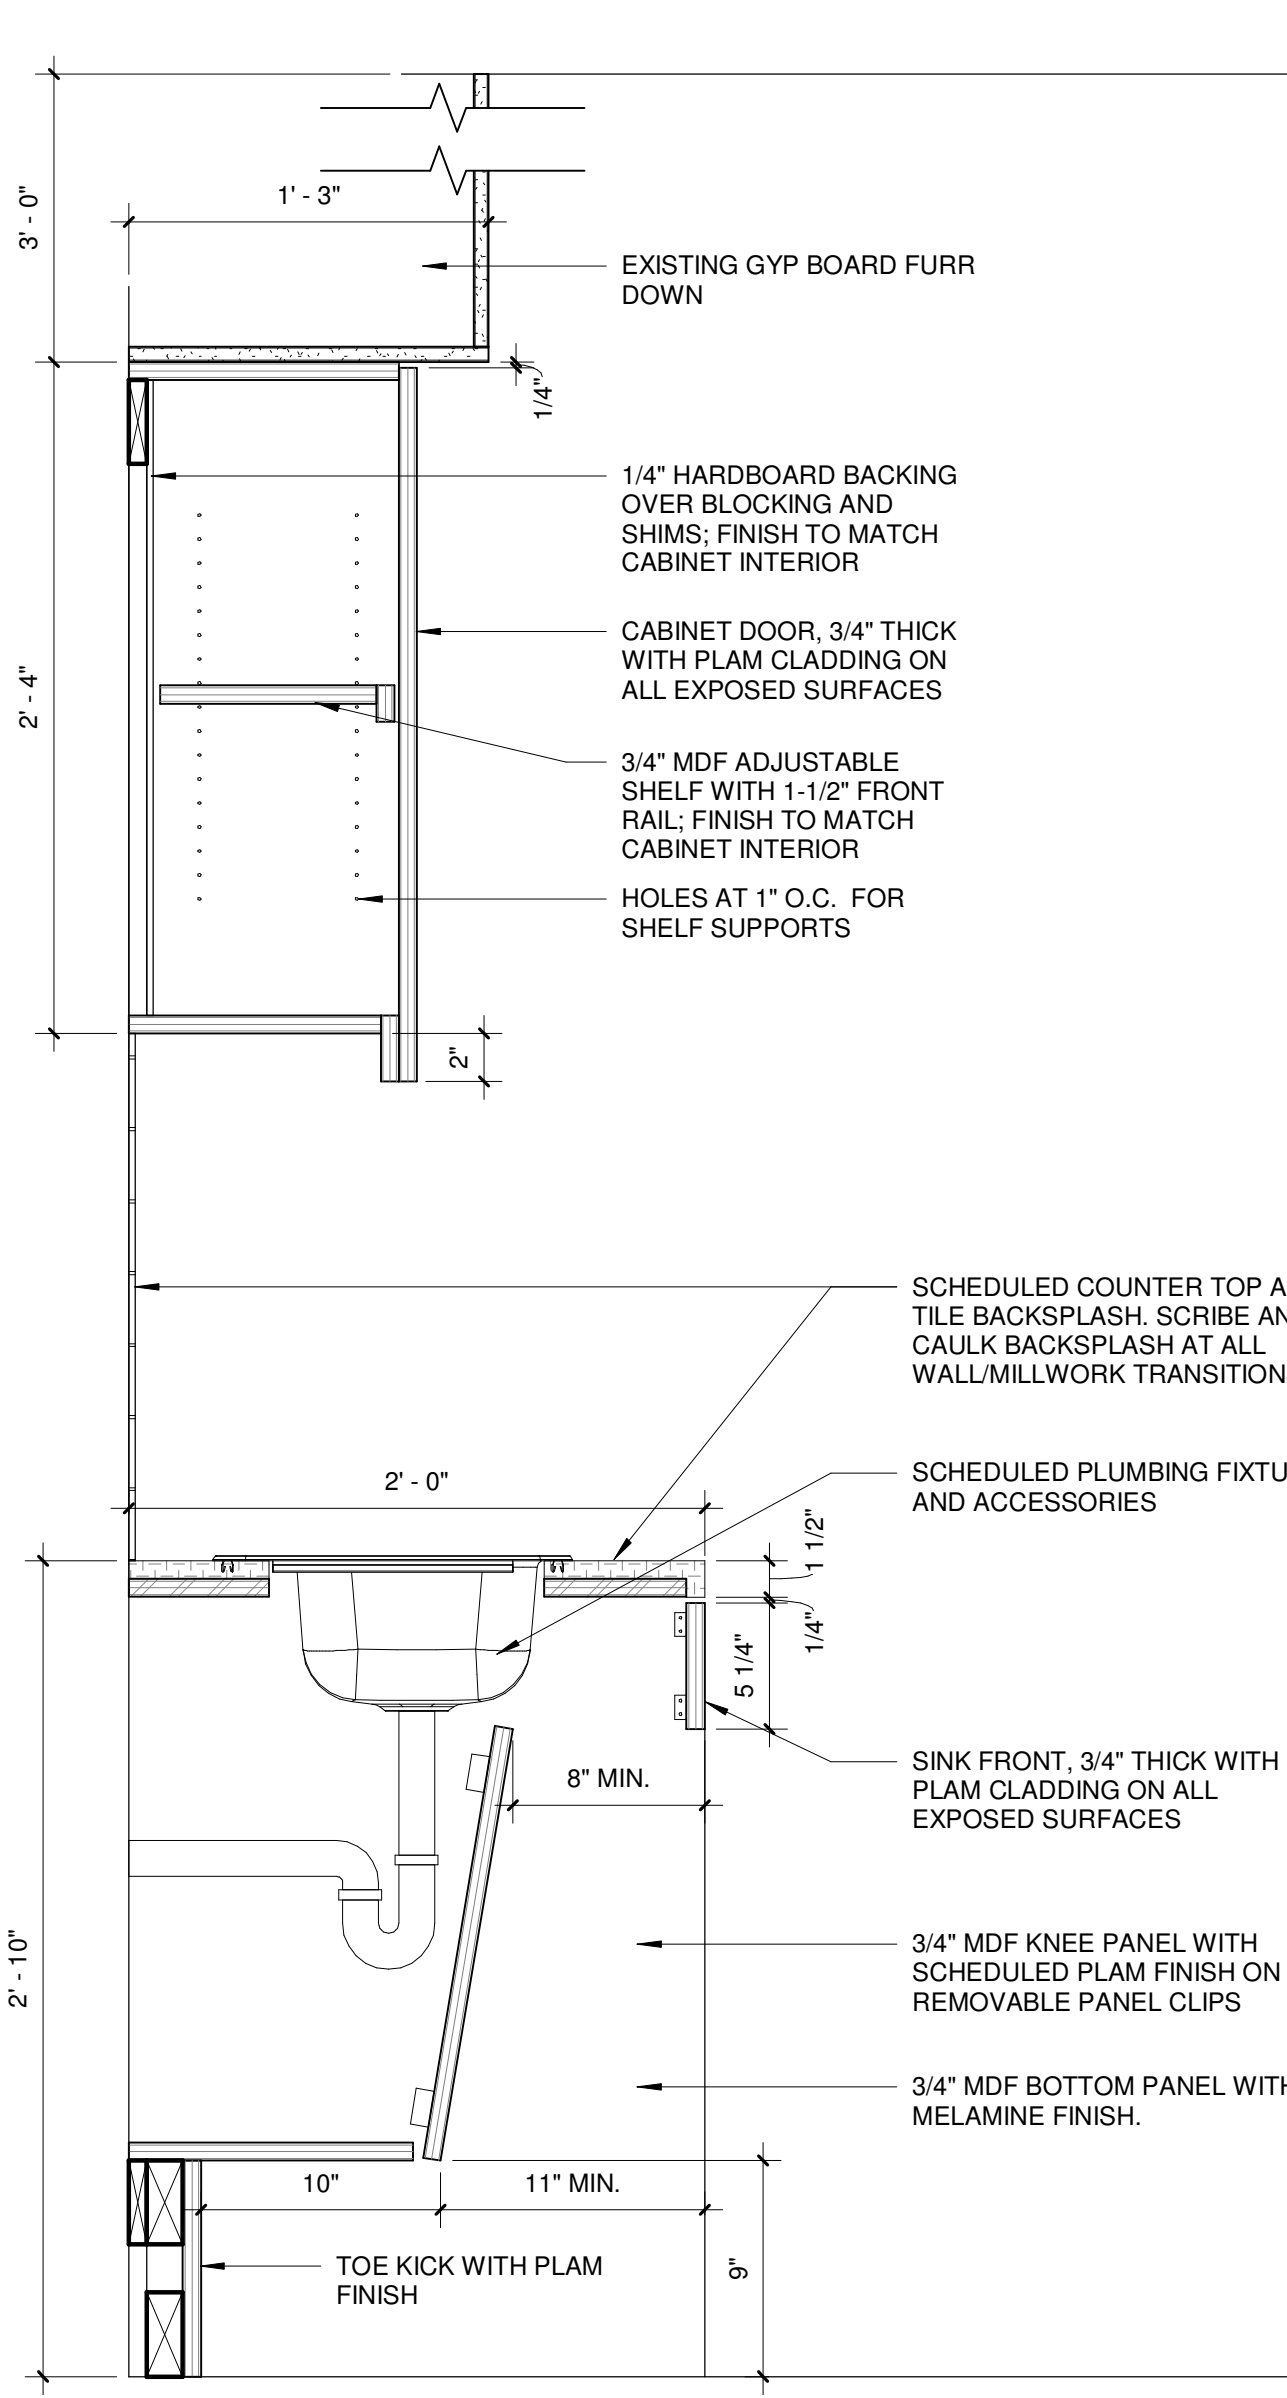 3' - 0"
1' - 3"
EXISTING GYP BOARD FURR
DOWN
1/4"
1/4" HARDBOARD BACKING
OVER BLOCKING AND
SHIMS; FINISH TO MATCH
CABINET INTERIOR
CABINET DOOR, 3/4" THICK
WITH PLAM CLADDING ON
ALL EXPOSED SURFACES
2' - 4"
3/4" MDF ADJUSTABLE
SHELF WITH 1-1/2" FRONT
RAIL; FINISH TO MATCH
CABINET INTERIOR
HOLES AT 1" O.C. FOR
SHELF SUPPORTS
2"
SCHEDULED COUNTER TOP
TILE BACKSPLASH. SCRIBE
CAULK BACKSPLASH AT ALL
WALL/MILLWORK TRANSITION
2' - 0"
SCHEDULED PLUMBING
AND ACCESSORIES
1 1/2"
1/4"
5 1/4"
SINK FRONT, 3/4" THICK WITH
PLAM CLADDING ON ALL
EXPOSED SURFACES
8" MIN.
3/4" MDF KNEE PANEL WITH
SCHEDULED PLAM FINISH ON
REMOVABLE PANEL CLIPS
2' - 10"
3/4" MDF BOTTOM PANEL WITH
MELAMINE FINISH.
10"
11" MIN.
9"
TOE KICK WITH PLAM
FINISH